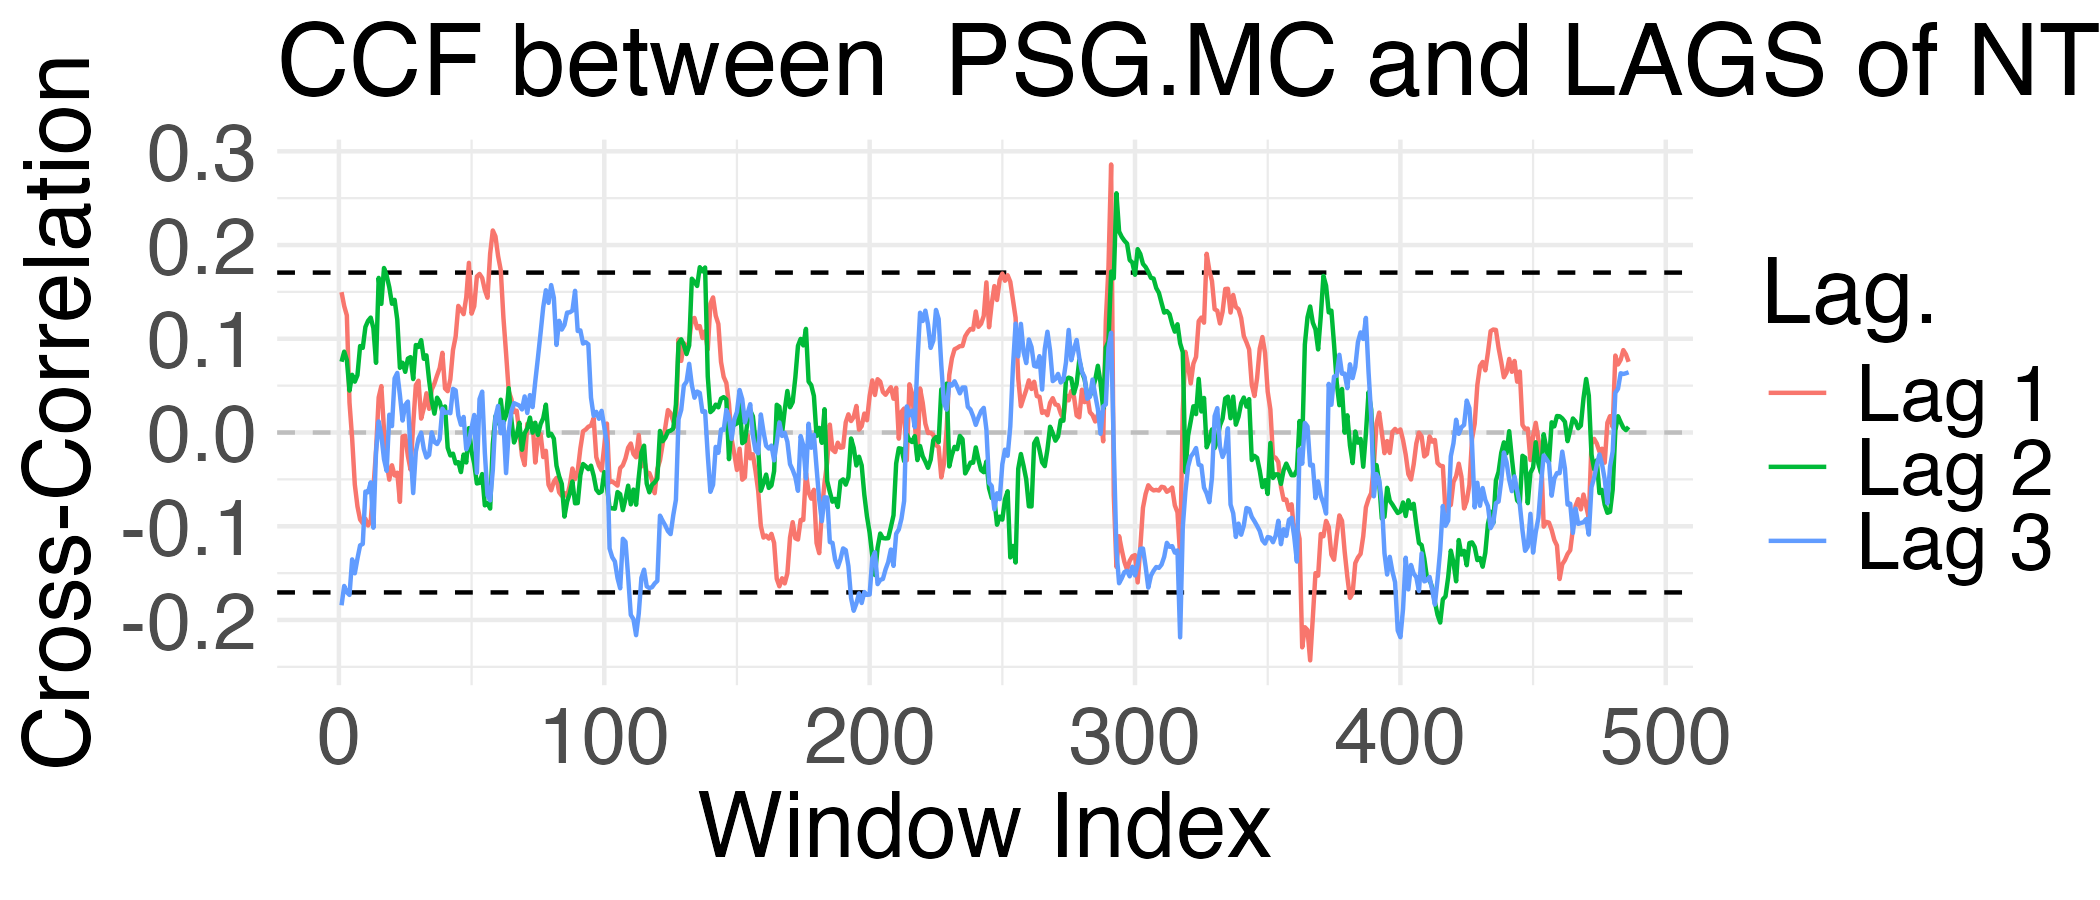 CCF between  PSG.MC and LAGS of NT
Cross-Correlation
0.3
0.2
0.1
0.0
-0.1
-0.2
0 100 200 300 400 500
Window Index
Lag.
Lag 1
Lag 2
Lag 3